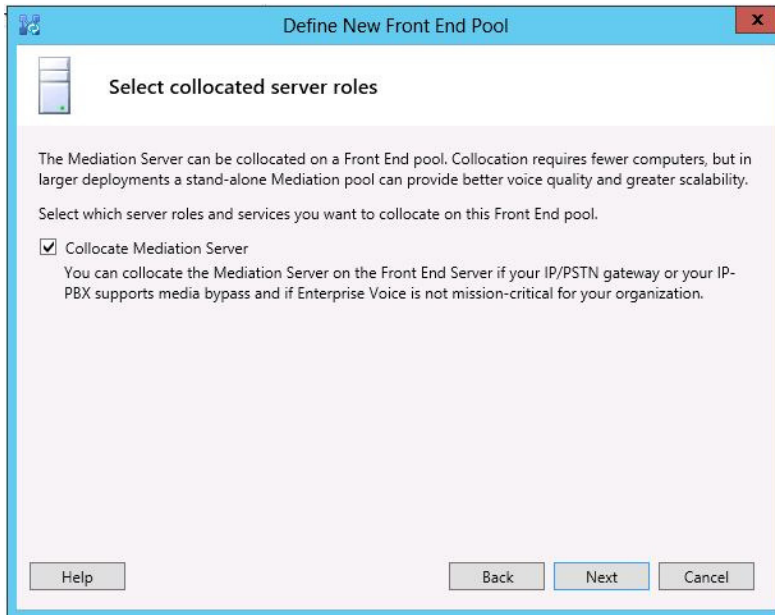 Define New Front End Pool
x
Select collocated server roles
The Mediation Server can be collocated on a Front End pool. Collocation requires fewer computers, but in
larger deployments a stand-alone Mediation pool can provide better voice quality and greater scalability.
Select which server roles and services you want to collocate on this Front End pool.
Collocate Mediation Server
You can collocate the Mediation Server on the Front End Server if your IP/PSTN gateway or your IP-
PBX supports media bypass and if Enterprise Voice is not mission-critical for your organization.
Help Back Next Cancel